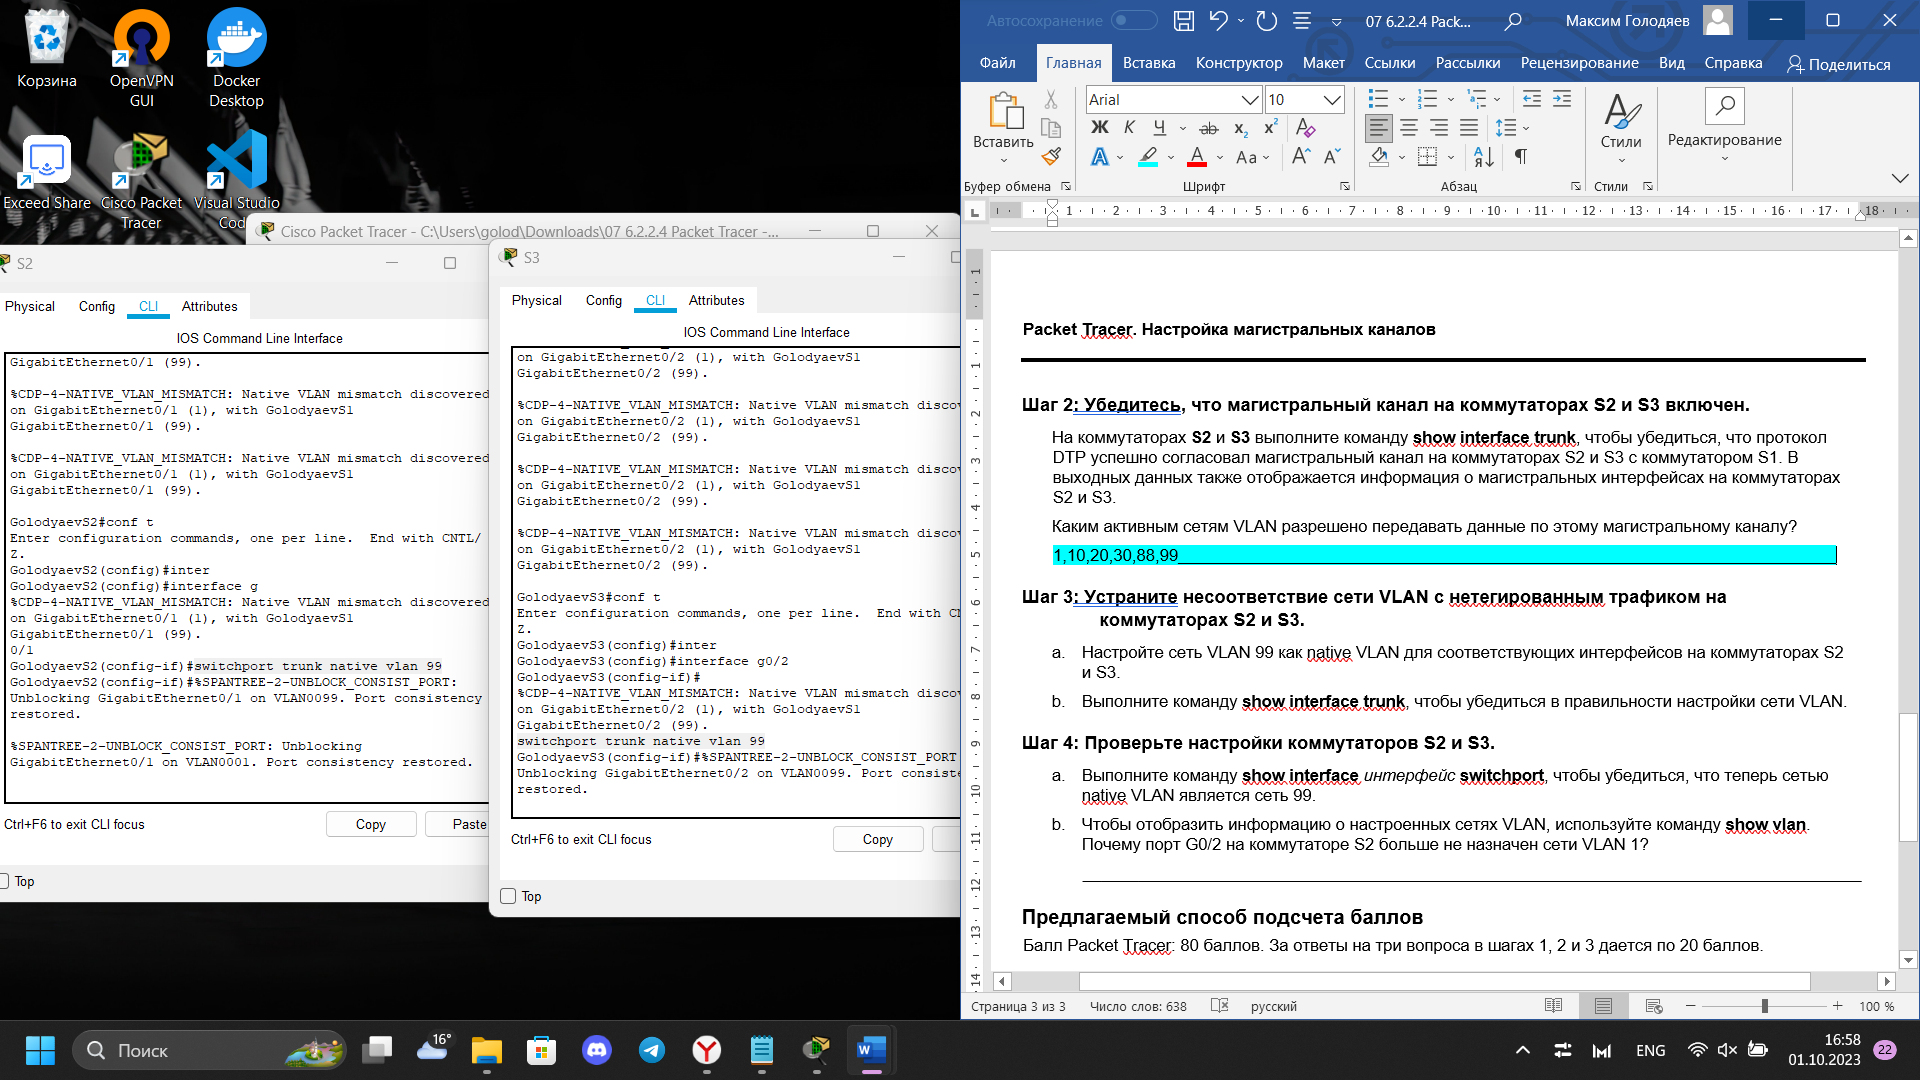 Корзина
OpenVPN
GUI
Docker
Desktop
Exceed Share
Cisco Packet
Tracer
Visual Studio
Cod
Cisco Packet Tracer - C:\Users\golod\Downloads\07 6.2.2.4 Packet Tracer -...
S2
Physical Config CLI Attributes
IOS Command Line Interface
GigabitEthernet0/1 (99).
%CDP-4-NATIVE_VLAN_MISMATCH: Native VLAN mismatch discovered
on GigabitEthernet0/1 (1), with GolodyaevS1
GigabitEthernet0/1 (99).
%CDP-4-NATIVE_VLAN_MISMATCH: Native VLAN mismatch discovered
on GigabitEthernet0/1 (1), with GolodyaevS1
GigabitEthernet0/1 (99).
GolodyaevS2#conf t
Enter configuration commands, one per line. End with CNTL/
Z.
GolodyaevS2(config)#inter
GolodyaevS2(config)#interface g
%CDP-4-NATIVE_VLAN_MISMATCH: Native VLAN mismatch discovered
on GigabitEthernet0/1 (1), with GolodyaevS1
GigabitEthernet0/1 (99).
0/1
GolodyaevS2(config-if)#switchport trunk native vlan 99
GolodyaevS2(config-if)#%SPANTREE-2-UNBLOCK_CONSIST_PORT:
Unblocking GigabitEthernet0/1 on VLAN0099. Port consistency
restored.
%SPANTREE-2-UNBLOCK_CONSIST_PORT: Unblocking
GigabitEthernet0/1 on VLAN0001. Port consistency restored.
Ctrl+F6 to exit CLI focus
Copy
Paste
Top
S3
Physical Config CLI Attributes
IOS Command Line Interface
on GigabitEthernet0/2 (1), with GolodyaevS1
GigabitEthernet0/2 (99).
%CDP-4-NATIVE_VLAN_MISMATCH: Native VLAN mismatch disco
on GigabitEthernet0/2 (1), with GolodyaevS1
GigabitEthernet0/2 (99).
%CDP-4-NATIVE_VLAN_MISMATCH: Native VLAN mismatch disco
on GigabitEthernet0/2 (1), with GolodyaevS1
GigabitEthernet0/2 (99).
%CDP-4-NATIVE_VLAN_MISMATCH: Native VLAN mismatch disco
on GigabitEthernet0/2 (1), with GolodyaevS1
GigabitEthernet0/2 (99).
GolodyaevS3#conf t
Enter configuration commands, one per line. End with CN
Z.
GolodyaevS3(config)#inter
GolodyaevS3(config)#interface g0/2
GolodyaevS3(config-if)#
%CDP-4-NATIVE_VLAN_MISMATCH: Native VLAN mismatch disco
on GigabitEthernet0/2 (1), with GolodyaevS1
GigabitEthernet0/2 (99).
switchport trunk native vlan 99
GolodyaevS3(config-if)#%SPANTREE-2-UNBLOCK_CONSIST_PORT
Unblocking GigabitEthernet0/2 on VLAN0099. Port consiste
restored.
Ctrl+F6 to exit CLI focus
Copy
Top
Автосохранение
07 6.2.2.4 Pack...
Максим Голодяев
Файл Главная Вставка Конструктор Макет Ссылки Рассылки Рецензирование Вид Справка Поделиться
Вставить
Arial 10
Стили
Редактирование
Буфер обмена Шрифт Абзац Стили
1 2 3 4 5 6 7 8 9 10 11 12 13 14 15 16 17 18
Packet Tracer. Настройка магистральных каналов
Шаг 2: Убедитесь, что магистральный канал на коммутаторах S2 и S3 включен.
На коммутаторах S2 и S3 выполните команду show interface trunk, чтобы убедиться, что протокол
DTP успешно согласовал магистральный канал на коммутаторах S2 и S3 с коммутатором S1. В
выходных данных также отображается информация о магистральных интерфейсах на коммутаторах
S2 и S3.
Каким активным сетям VLAN разрешено передавать данные по этому магистральному каналу?
1,10,20,30,88,99
Шаг 3: Устраните несоответствие сети VLAN с нетегированным трафиком на
коммутаторах S2 и S3.
a. Настройте сеть VLAN 99 как native VLAN для соответствующих интерфейсов на коммутаторах S2
и S3.
b. Выполните команду show interface trunk, чтобы убедиться в правильности настройки сети VLAN.
Шаг 4: Проверьте настройки коммутаторов S2 и S3.
a. Выполните команду show interface интерфейс switchport, чтобы убедиться, что теперь сетью
native VLAN является сеть 99.
b. Чтобы отобразить информацию о настроенных сетях VLAN, используйте команду show vlan.
Почему порт G0/2 на коммутаторе S2 больше не назначен сети VLAN 1?
Предлагаемый способ подсчета баллов
Балл Packet Tracer: 80 баллов. За ответы на три вопроса в шагах 1, 2 и 3 дается по 20 баллов.
Страница 3 из 3 Число слов: 638 русский 100 %
Поиск
16°
ENG
16:58
01.10.2023
22